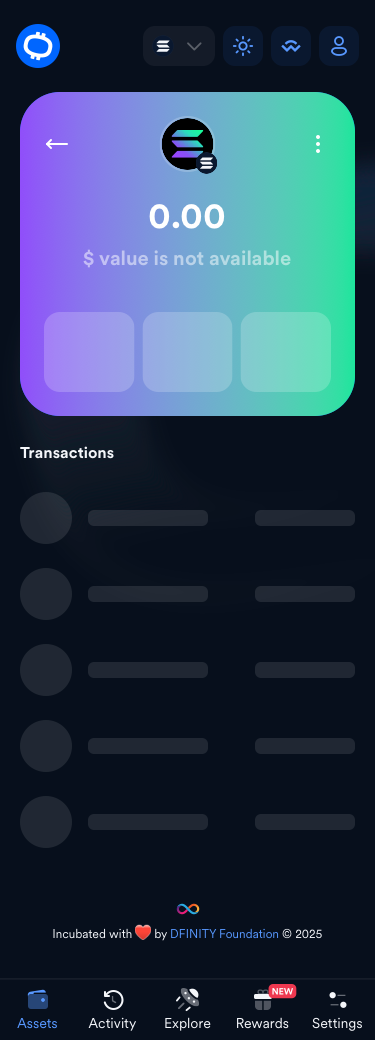 0.00
$ value is not available
Transactions
Incubated with ❤️ by DFINITY Foundation © 2025
NEW
Assets Activity Explore Rewards Settings